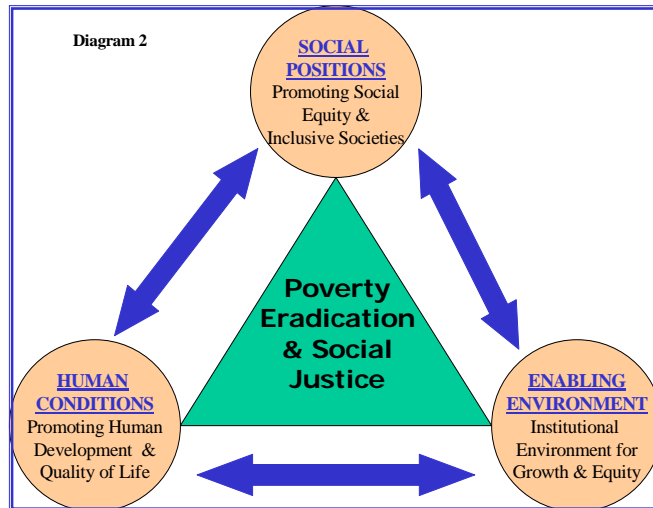 Diagram 2
SOCIAL
POSITIONS
Promoting Social
Equity &
Inclusive Societies
Poverty
Eradication
& Social
Justice
HUMAN
CONDITIONS
Promoting Human
Development &
Quality of Life
ENABLING
ENVIRONMENT
Institutional
Environment for
Growth & Equity